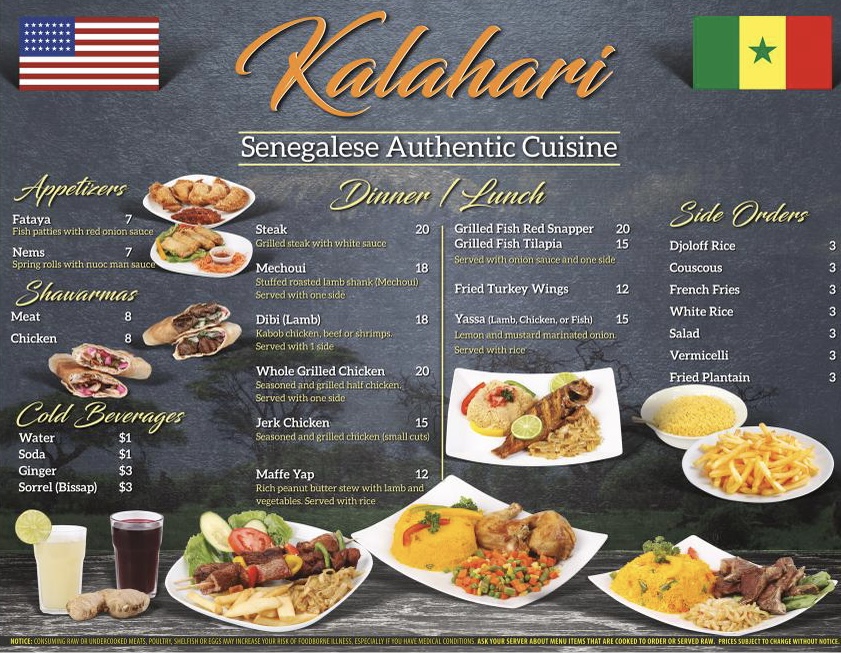 Kalahari
Senegalese Authentic Cuisine
Appetizers
Fataya 7
Fish patties with red onion sauce
Nems 7
Spring rolls with nuoc man sauce
Shawarmas
Meat 8
Chicken 8
Cold Beverages
Water $1
Soda $1
Ginger $3
Sorrel (Bissap) $3
Dinner / Lunch
Steak 20
Grilled steak with white sauce
Mechoui 18
Stuffed roasted lamb shank (Mechoui)
Served with one side
Dibi (Lamb) 18
Kabob chicken, beef or shrimps.
Served with 1 side
Whole Grilled Chicken 20
Seasoned and grilled half chicken.
Served with one side
Jerk Chicken 15
Seasoned and grilled chicken (small cuts)
Maffe Yap 12
Rich peanut butter stew with lamb and
vegetables. Served with rice
Grilled Fish Red Snapper 20
Grilled Fish Tilapia 15
Served with onion sauce and one side
Fried Turkey Wings 12
Yassa (Lamb, Chicken, or Fish) 15
Lemon and mustard marinated onion.
Served with rice
Side Orders
Djoloff Rice 3
Couscous 3
French Fries 3
White Rice 3
Salad 3
Vermicelli 3
Fried Plantain 3
NOTICE: CONSUMING RAW OR UNDERCOOKED MEATS, POULTRY, SHELFISH OR EGGS MAY INCREASE YOUR RISK OF FOODBORNE ILLNESS, ESPECIALLY IF YOU HAVE MEDICAL CONDITIONS. ASK YOUR SERVER ABOUT MENU ITEMS THAT ARE COOKED TO ORDER OR SERVED RAW. PRICES SUBJECT TO CHANGE WITHOUT NOTICE.